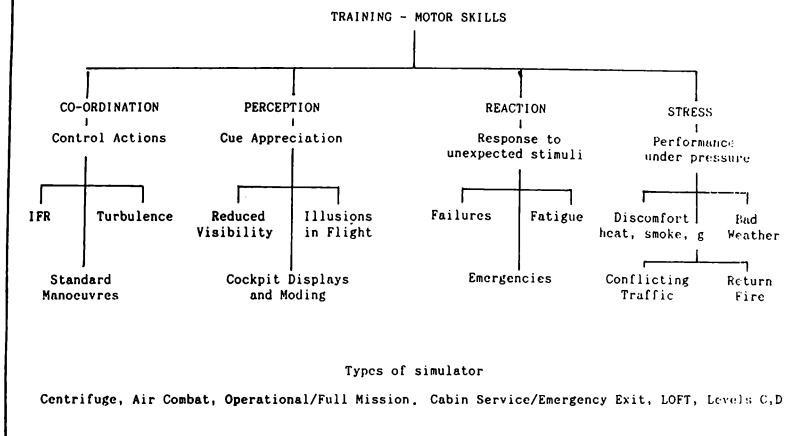 TRAINING - MOTOR SKILLS
CO-ORDINATION PERCEPTION REACTION STRESS
Control Actions Cue Appreciation Response to unexpected stimuli Performance under pressure
IFR Turbulence Reduced Visibility Illusions in Flight Failures Fatigue Discomfort heat, smoke, g Bad Weather
Standard Manoeuvres Cockpit Displays and Moding Emergencies Conflicting Traffic Return Fire
Types of simulator
Centrifuge, Air Combat, Operational/Full Mission. Cabin Service/Emergency Exit, LOFT, Levels C,D